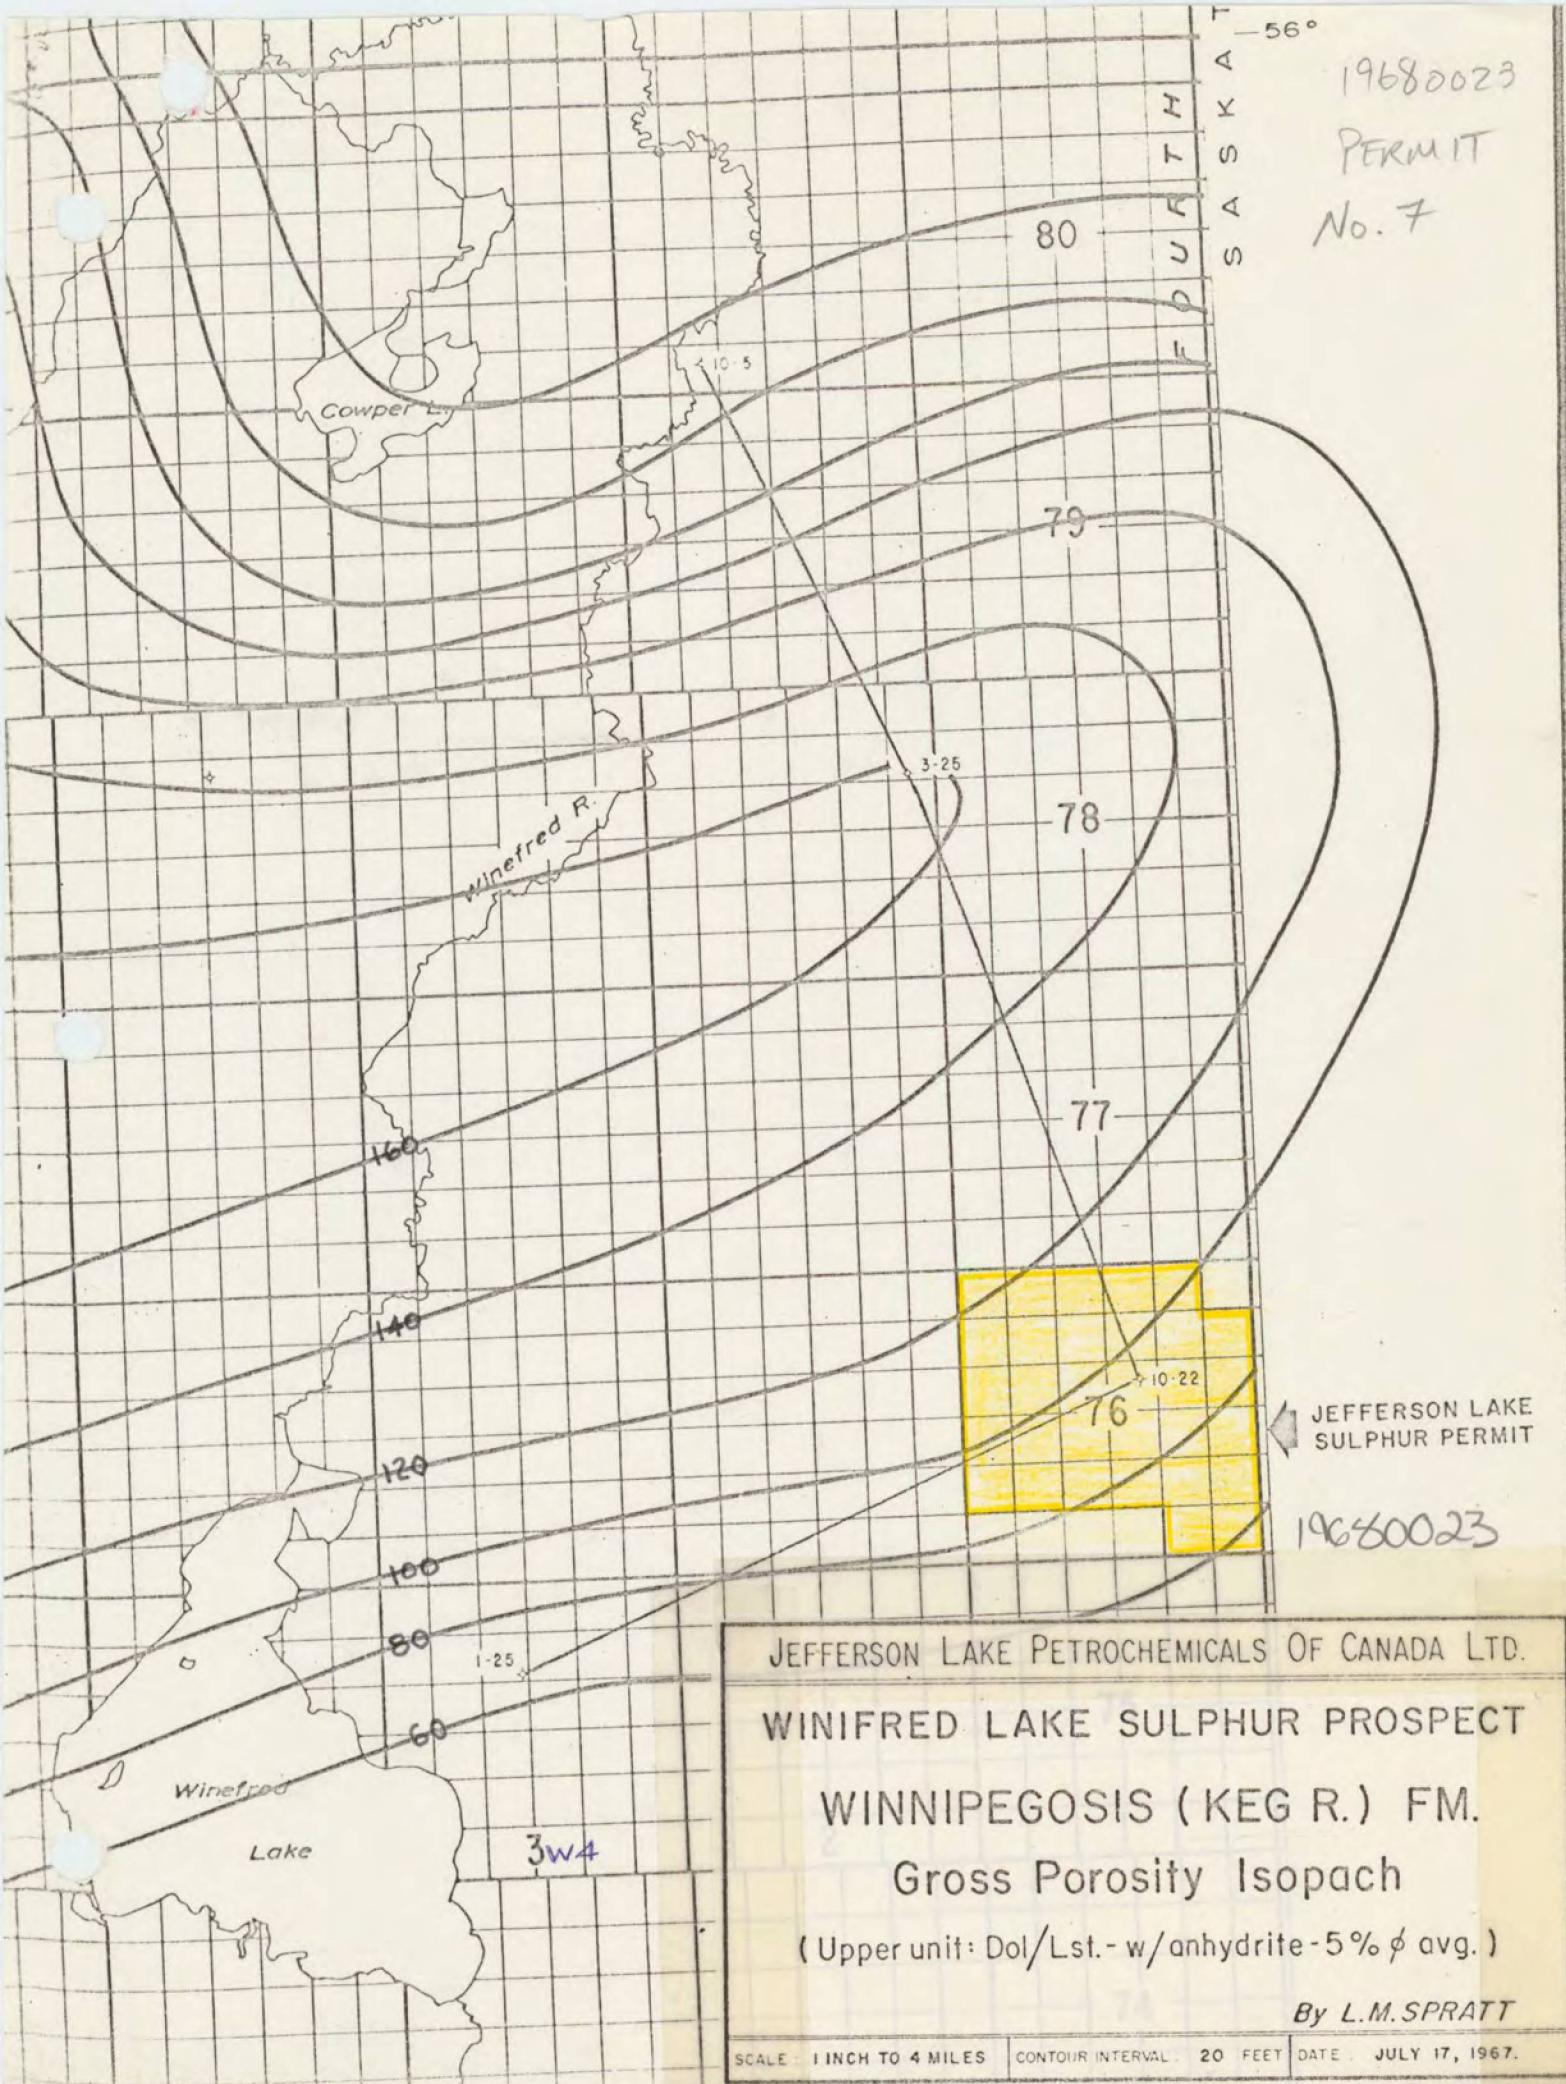 —56°
19680023
PERMIT
No. 7
FOURTH
SASKAT
80
10-5
Cowper L.
79
3-25
78
Winefred R.
77
160
140
10-22
76
JEFFERSON LAKE
SULPHUR PERMIT
120
19680023
100
80
1-25
60
Winefred
Lake
3W4
JEFFERSON LAKE PETROCHEMICALS OF CANADA LTD.
WINIFRED LAKE SULPHUR PROSPECT
WINNIPEGOSIS (KEG R.) FM.
Gross Porosity Isopach
(Upper unit: Dol/Lst.- w/anhydrite-5% ϕ avg.)
By L.M. SPRATT
SCALE: 1 INCH TO 4 MILES CONTOUR INTERVAL: 20 FEET DATE: JULY 17, 1967.